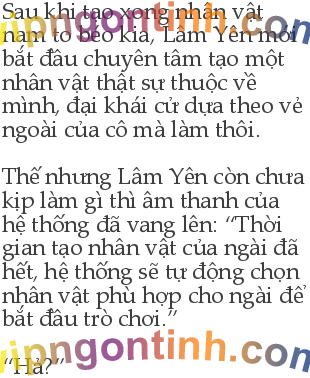 Sau khi tạo xong nhân vật
nam to béo kia, Lâm Yên mới
vipngontinh.com
bắt đầu chuyên tâm tạo một
nhân vật thật sự thuộc về
mình, đại khái cứ dựa theo vẻ
ngoài của cô mà làm thôi.
Thế nhưng Lâm Yên còn chưa
kịp làm gì thì âm thanh của
hệ thống đã vang lên: “Thời
gian tạo nhân vật của ngài đã
hết, hệ thống sẽ tự động chọn
nhân vật phù hợp cho ngài để
bắt đầu trò chơi.”
vipngontinh.com
“Hả?”